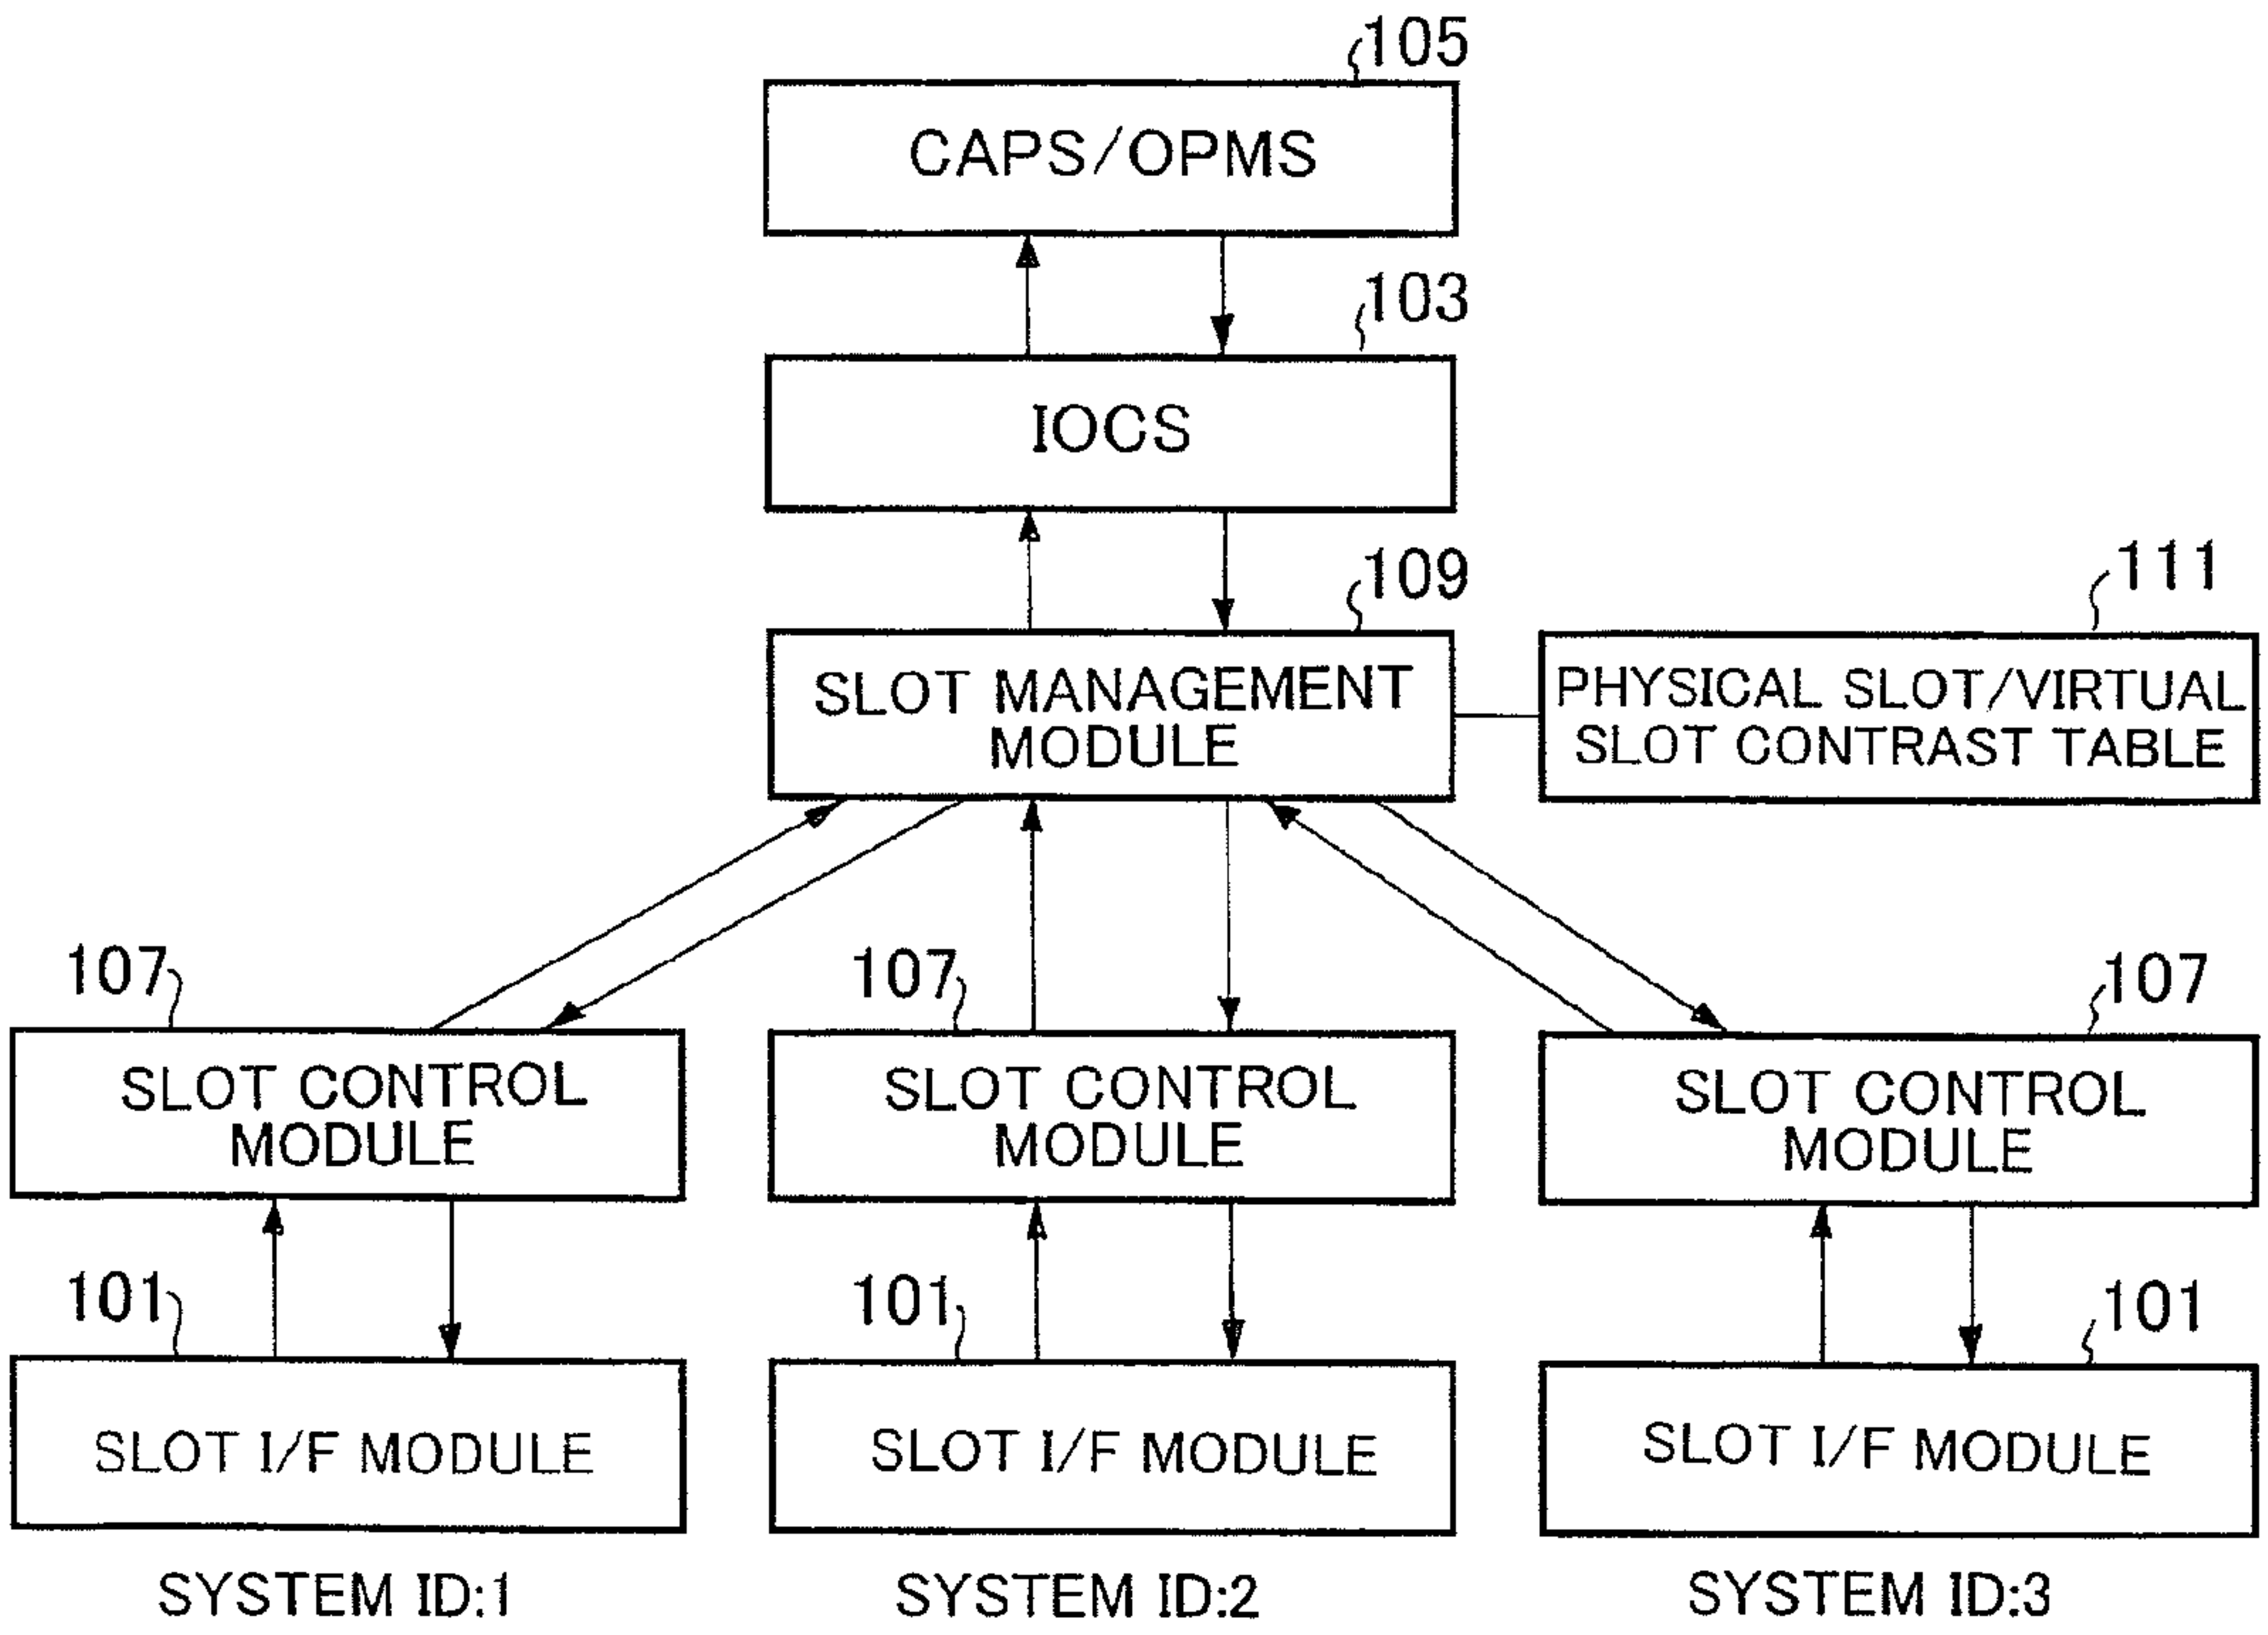 105
CAPS/OPMS
103
IOCS
109
SLOT MANAGEMENT
MODULE
111
PHYSICAL SLOT/VIRTUAL
SLOT CONTRAST TABLE
107
SLOT CONTROL
MODULE
107
SLOT CONTROL
MODULE
107
SLOT CONTROL
MODULE
101
SLOT I/F MODULE
101
SLOT I/F MODULE
101
SLOT I/F MODULE
SYSTEM ID:1
SYSTEM ID:2
SYSTEM ID:3